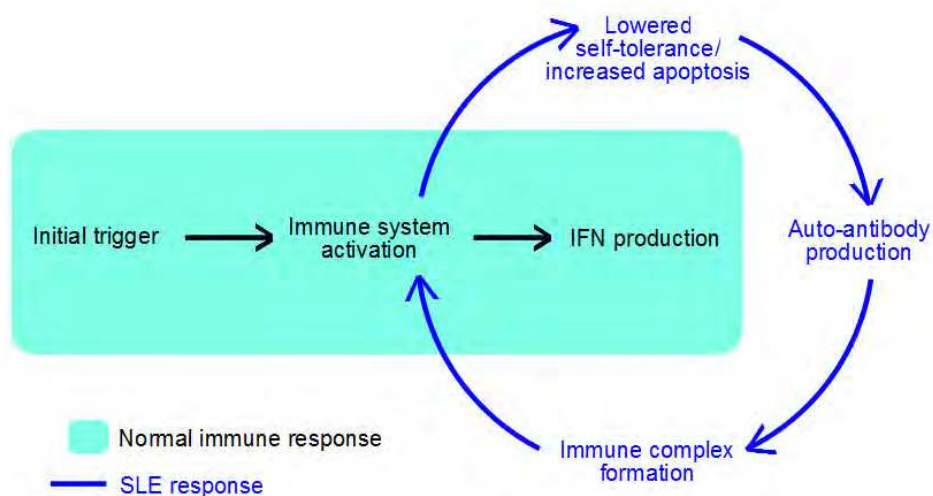 Lowered
self-tolerance/
increased apoptosis
Initial trigger
Immune system
activation
IFN production
Auto-antibody
production
Immune complex
formation
Normal immune response
SLE response